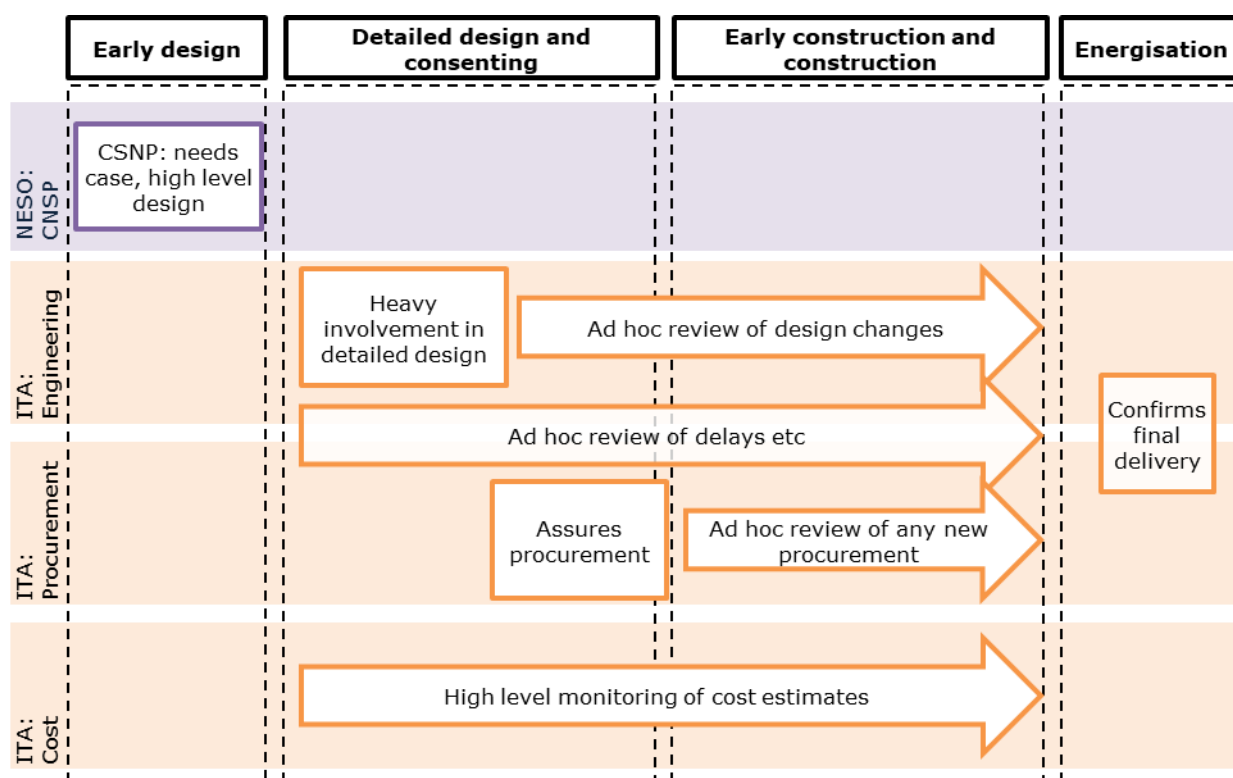 Early design
Detailed design and
consenting
Early construction and
construction
Energisation
NESO:
CNSP
CSNP: needs
case, high level
design
ITA:
Engineering
Heavy
involvement in
detailed design
Ad hoc review of design changes
Ad hoc review of delays etc
Confirms
final
delivery
ITA:
Procurement
Assures
procurement
Ad hoc review of any new
procurement
ITA:
Cost
High level monitoring of cost estimates